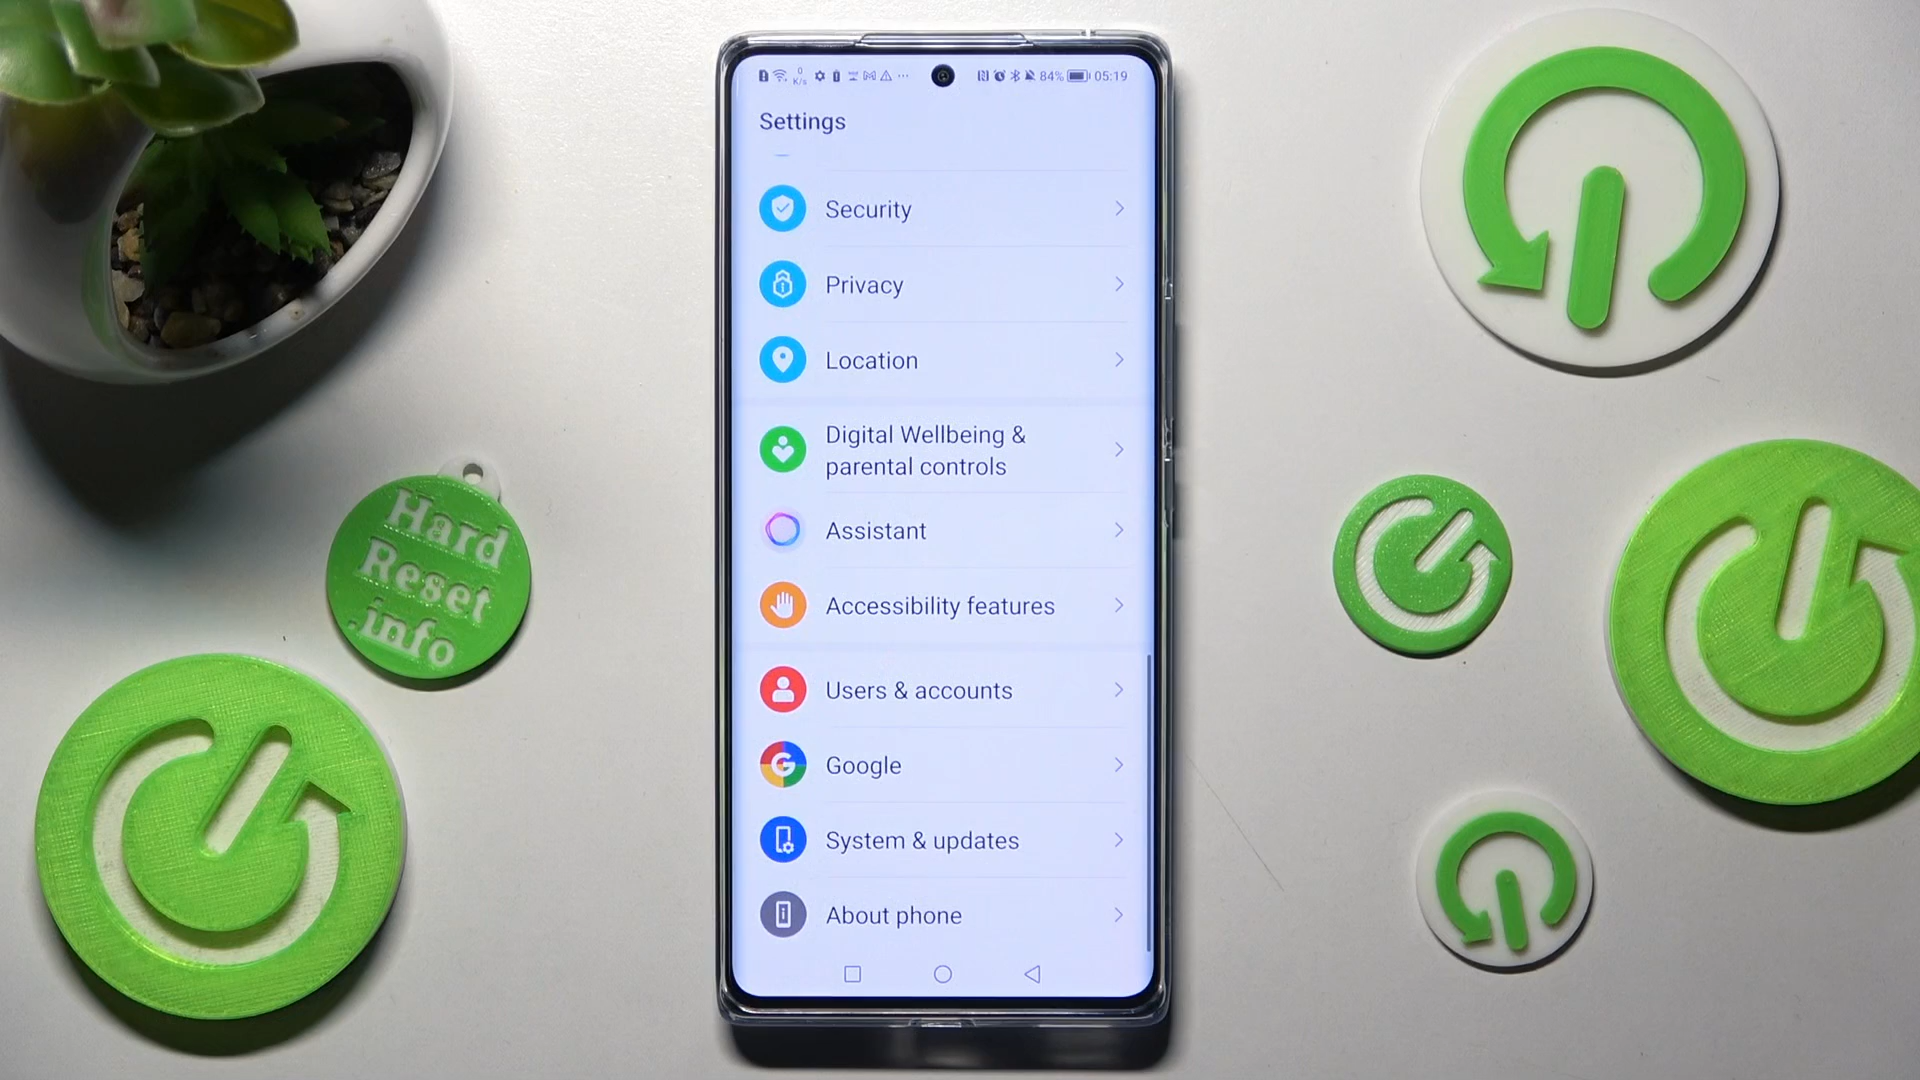 0
K/s
84%
05:19
Settings
Security
Privacy
Location
Digital Wellbeing &
parental controls
Assistant
Accessibility features
Users & accounts
Google
System & updates
About phone
Hard
Reset
.info